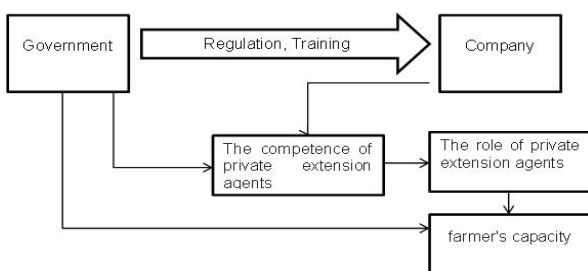 Government
Regulation, Training
Company
The competence of
private extension
agents
The role of private
extension agents
farmer's capacity